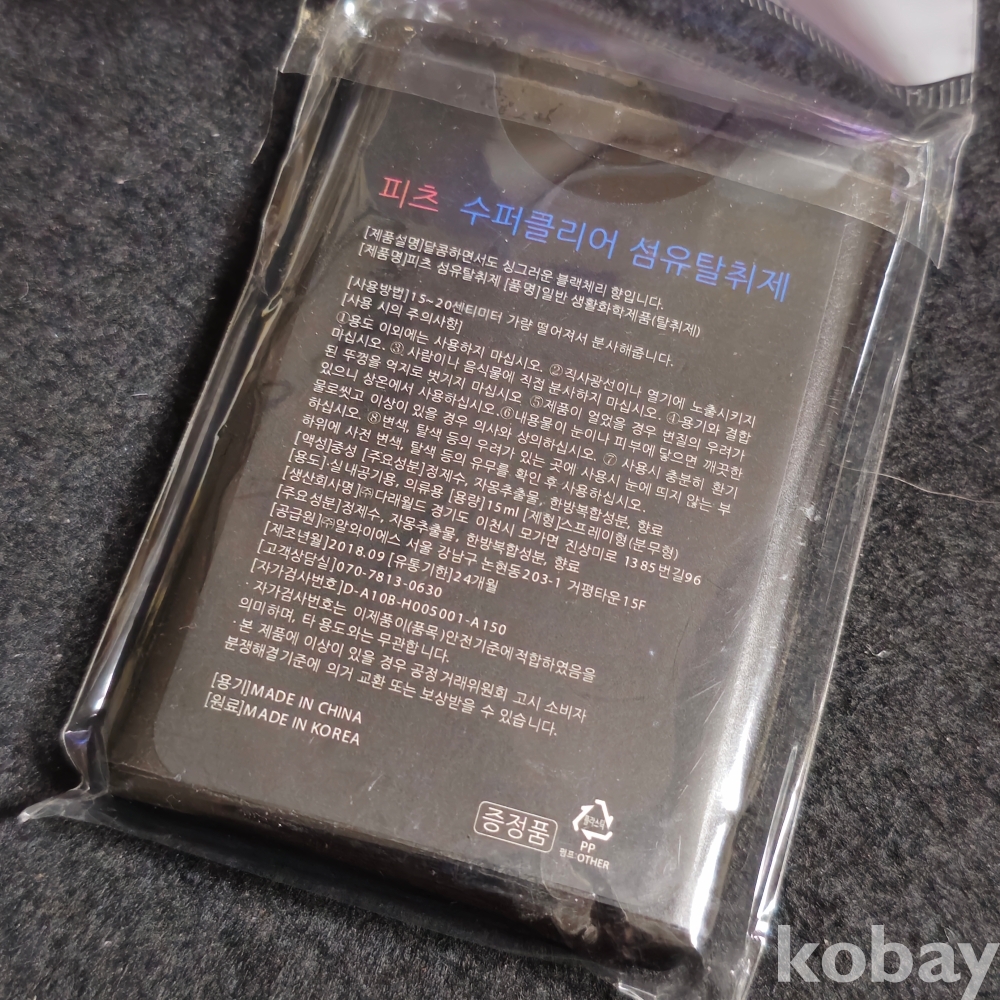 피츠 수퍼클리어 섬유탈취제
[제품설명]달콤하면서도 싱그러운 블랙체리 향입니다.
[제품명]피츠 섬유탈취제 [품명]일반 생활화학제품(탈취제)
[사용방법]15~20센티미터 가량 떨어져서 분사해줍니다.
[사용 시의 주의사항]
①용도 이외에는 사용하지 마십시오. ②직사광선이나 열기에 노출시키지
마십시오. ③ 사람이나 음식물에 직접 분사하지 마십시오. ④용기와 결합
된 뚜껑을 억지로 벗기지 마십시오 ⑤제품이 얼었을 경우 변질의 우려가
있으니 상온에서 사용하십시오.⑥내용물이 눈이나 피부에 닿으면 깨끗한
물로씻고 이상이 있을 경우 의사와 상의하십시오. ⑦ 사용시 충분히 환기
하십시오. ⑧변색, 탈색 등의 우려가 있는 곳에 사용시 눈에 띄지 않는 부
하위에 사전 변색, 탈색 등의 유무를 확인 후 사용하십시오.
[액성]중성 [주요성분]정제수, 자몽추출물, 한방복합성분, 향료
[용도]·실내공기용, 의류용 [용량]15ml [제형]스프레이형(분무형)
[생산회사명]㈜다래월드 경기도 이천시 모가면 진상미로 1385번길96
[주요성분]정제수, 자몽추출물, 한방복합성분, 향료
[공급원]㈜알와이에스 서울 강남구 논현동203-1 거평타운15F
[제조년월]2018.09 [유통기한]24개월
[고객상담실]070-7813-0630
[자가검사번호]D-A10B-H005001-A150
· 자가검사번호는 이제품이(품목)안전기준에적합하였음을
의미하며, 타 용도와는 무관합니다.
· 본 제품에 이상이 있을 경우 공정 거래위원회 고시 소비자
분쟁해결기준에 의거 교환 또는 보상받을 수 있습니다.
[용기]MADE IN CHINA
[원료]MADE IN KOREA
증정품
플라스틱
PP
펌프:OTHER
kobay